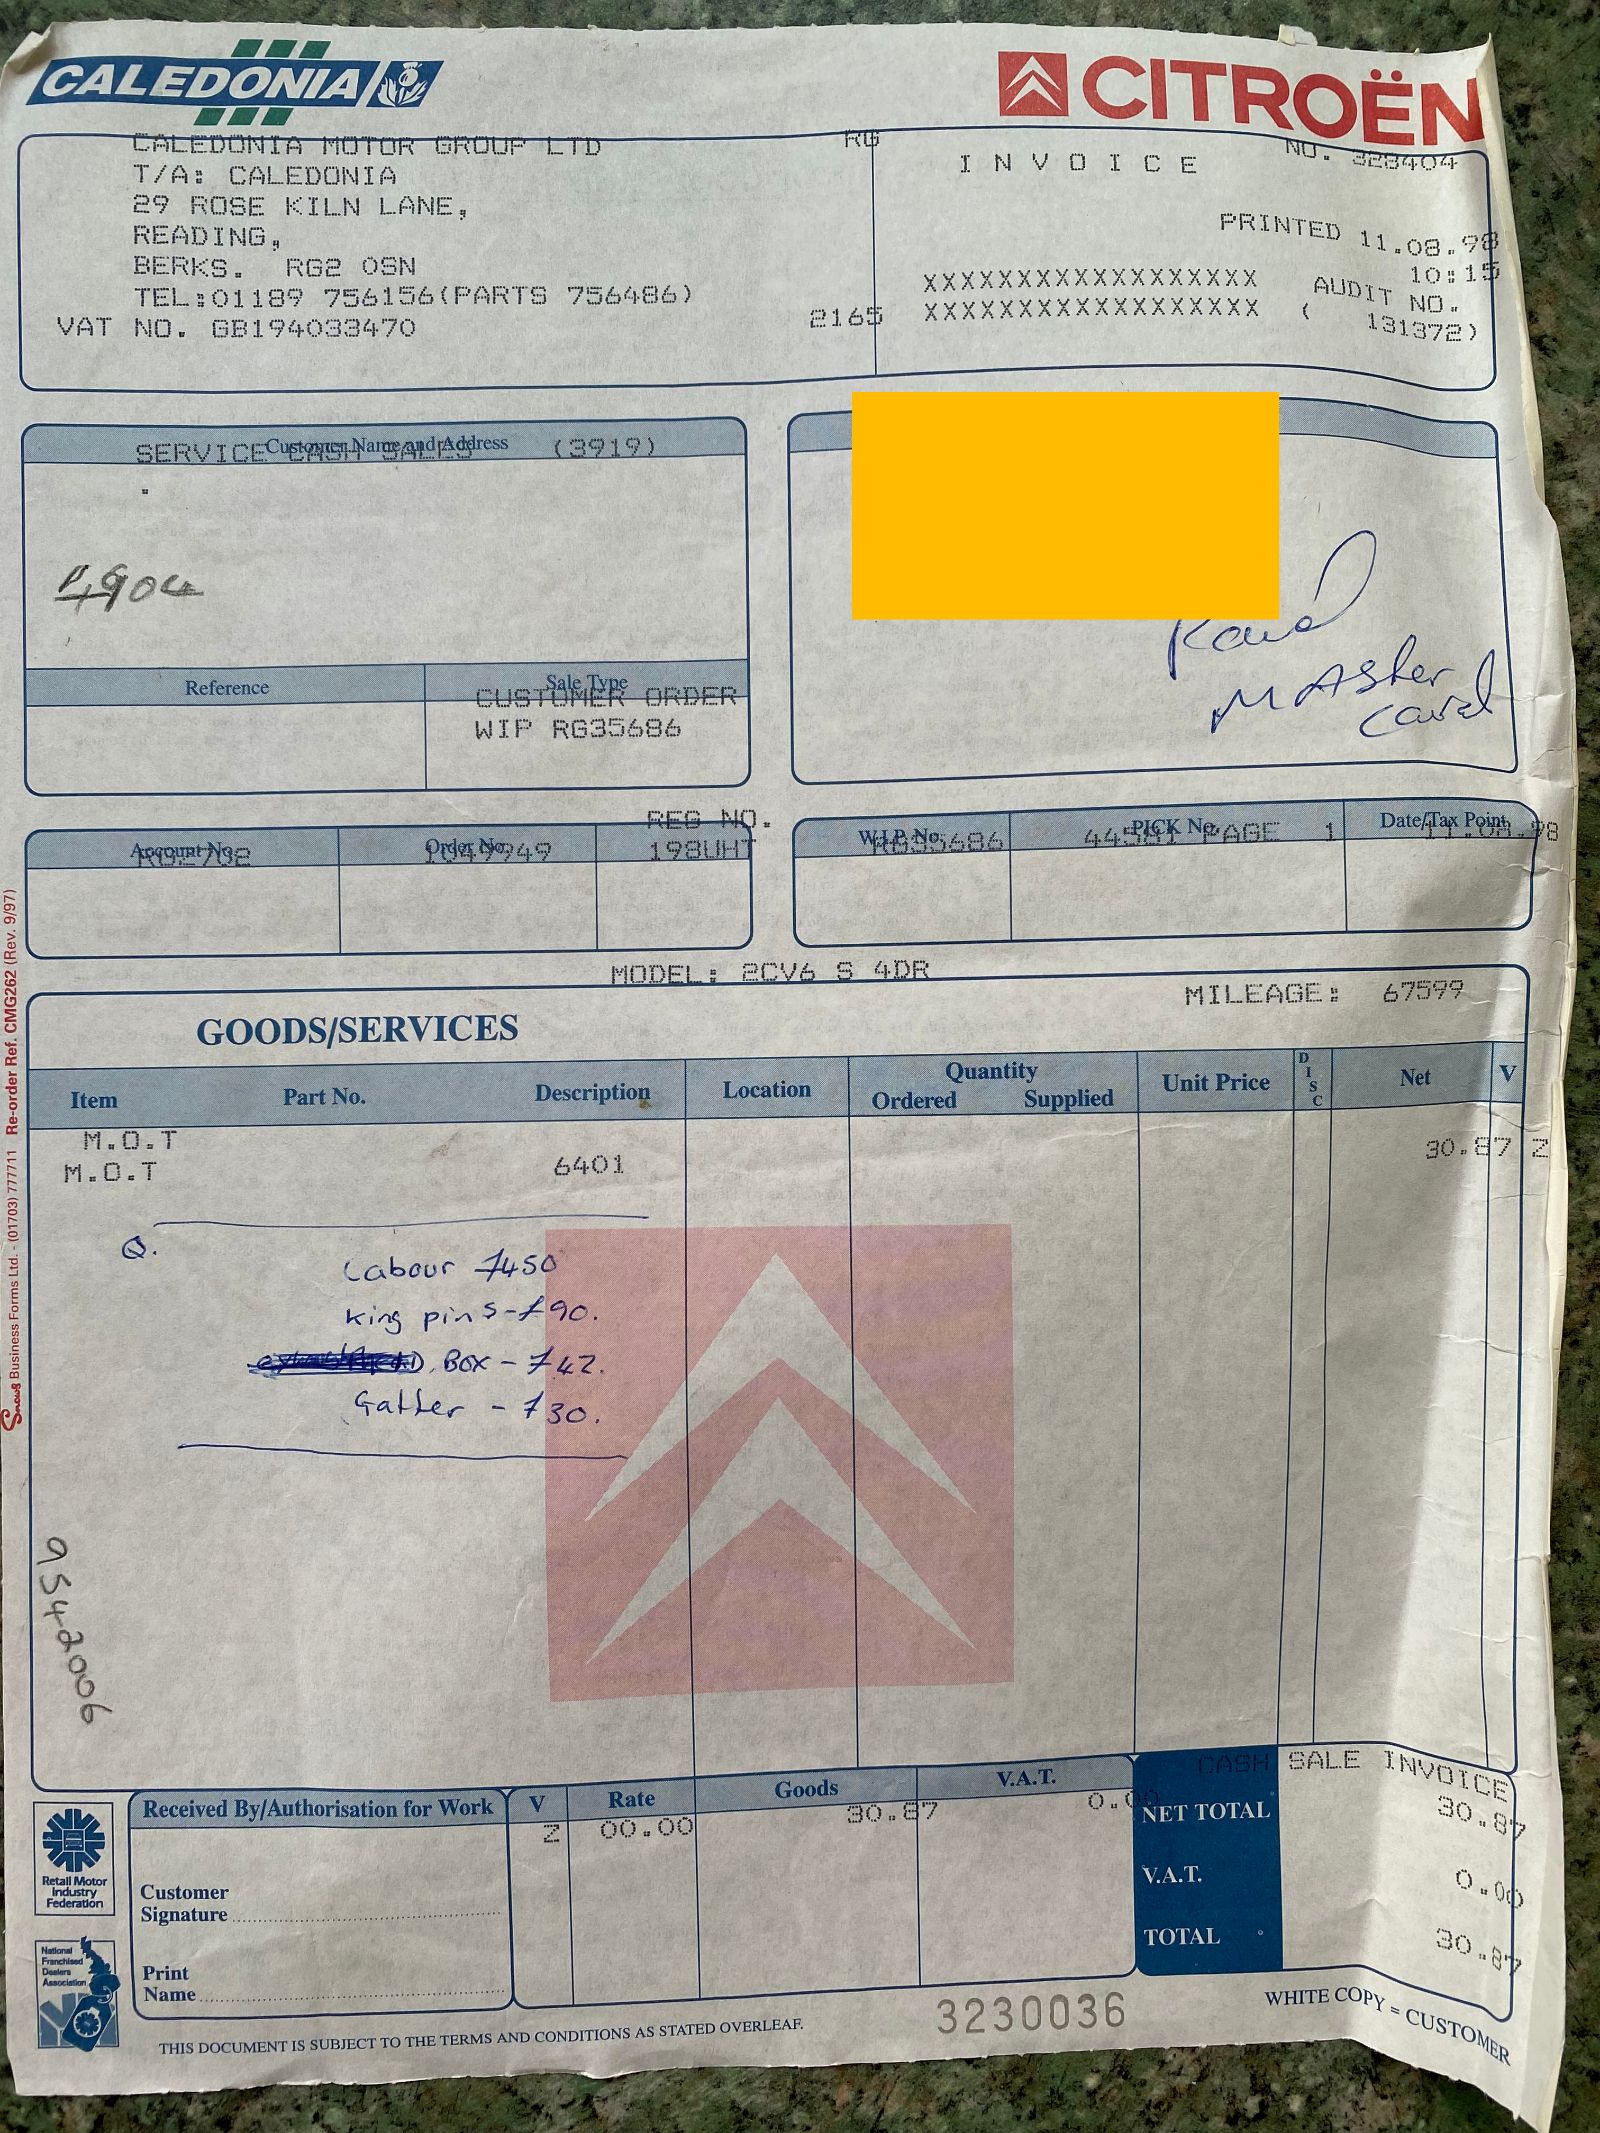 CALEDONIA
CITROËN
CALEDONIA MOTOR GROUP LTD
RG
INVOICE
NO. 328404
T/A: CALEDONIA
29 ROSE KILN LANE,
READING,
BERKS. RG2 0SN
TEL:01189 756156(PARTS 756486)
VAT NO. GB194033470
2165
PRINTED 11.08.98
10:15
XXXXXXXXXXXXXXXXX
XXXXXXXXXXXXXXXXX
AUDIT NO.
( 131372)
Customer Name and Address
SERVICE CASH SALES (3919)
.
Paid
Master
Card
Reference
Sale Type
CUSTOMER ORDER
WIP RG35686
REG NO.
Account No.
Order No.
1049949
198UHT
W.I.P. No.
RG35686
PICK No.
44581 PAGE 1
Date/Tax Point
11.08.98
MODEL: 2CV6 S 4DR
MILEAGE: 67599
GOODS/SERVICES
Item Part No. Description Location Quantity Ordered Supplied Unit Price DISC Net V
M.O.T 30.87 Z
M.O.T 6401
Q.
Labour £450
King pins - £90.
Box - £42.
Gatter - £30.
9542006
CASH SALE INVOICE
Received By/Authorisation for Work
V Rate Goods V.A.T.
Z 00.00 30.87 0.00
NET TOTAL 30.87
V.A.T. 0.00
TOTAL 30.87
Customer
Signature
Print
Name
Retail Motor
Industry
Federation
National
Franchised
Dealers
Association
3230036
WHITE COPY = CUSTOMER
THIS DOCUMENT IS SUBJECT TO THE TERMS AND CONDITIONS AS STATED OVERLEAF.
Snows Business Forms Ltd. - (01703) 777711 Re-order Ref. CMG262 (Rev. 9/97)